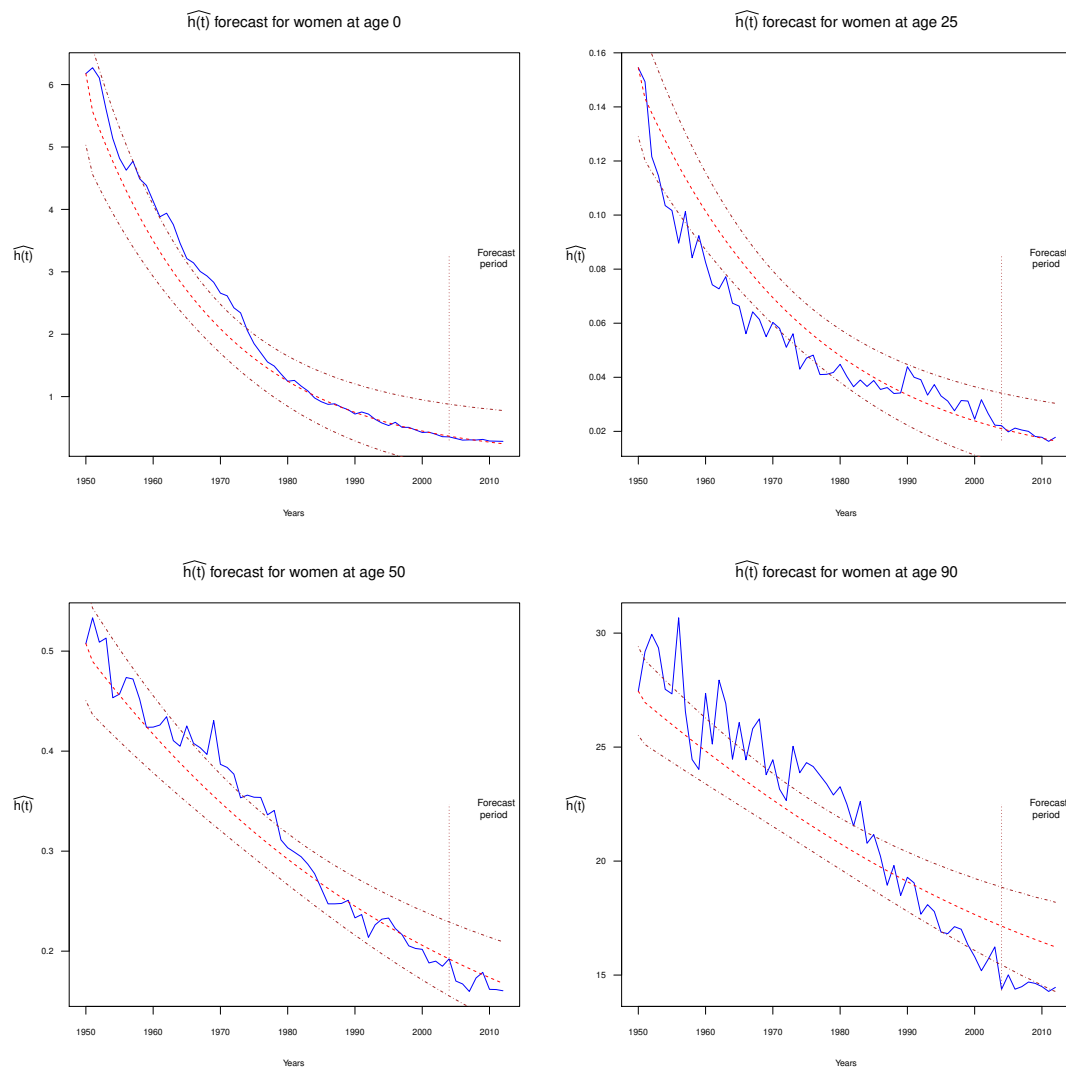 h(t) forecast for women at age 0
6
5
4
3
2
1
h(t)
Forecast
period
1950 1960 1970 1980 1990 2000 2010
Years
h(t) forecast for women at age 25
0.16
0.14
0.12
0.10
0.08
0.06
0.04
0.02
h(t)
Forecast
period
1950 1960 1970 1980 1990 2000 2010
Years
h(t) forecast for women at age 50
0.5
0.4
0.3
0.2
h(t)
Forecast
period
1950 1960 1970 1980 1990 2000 2010
Years
h(t) forecast for women at age 90
30
25
20
15
h(t)
Forecast
period
1950 1960 1970 1980 1990 2000 2010
Years